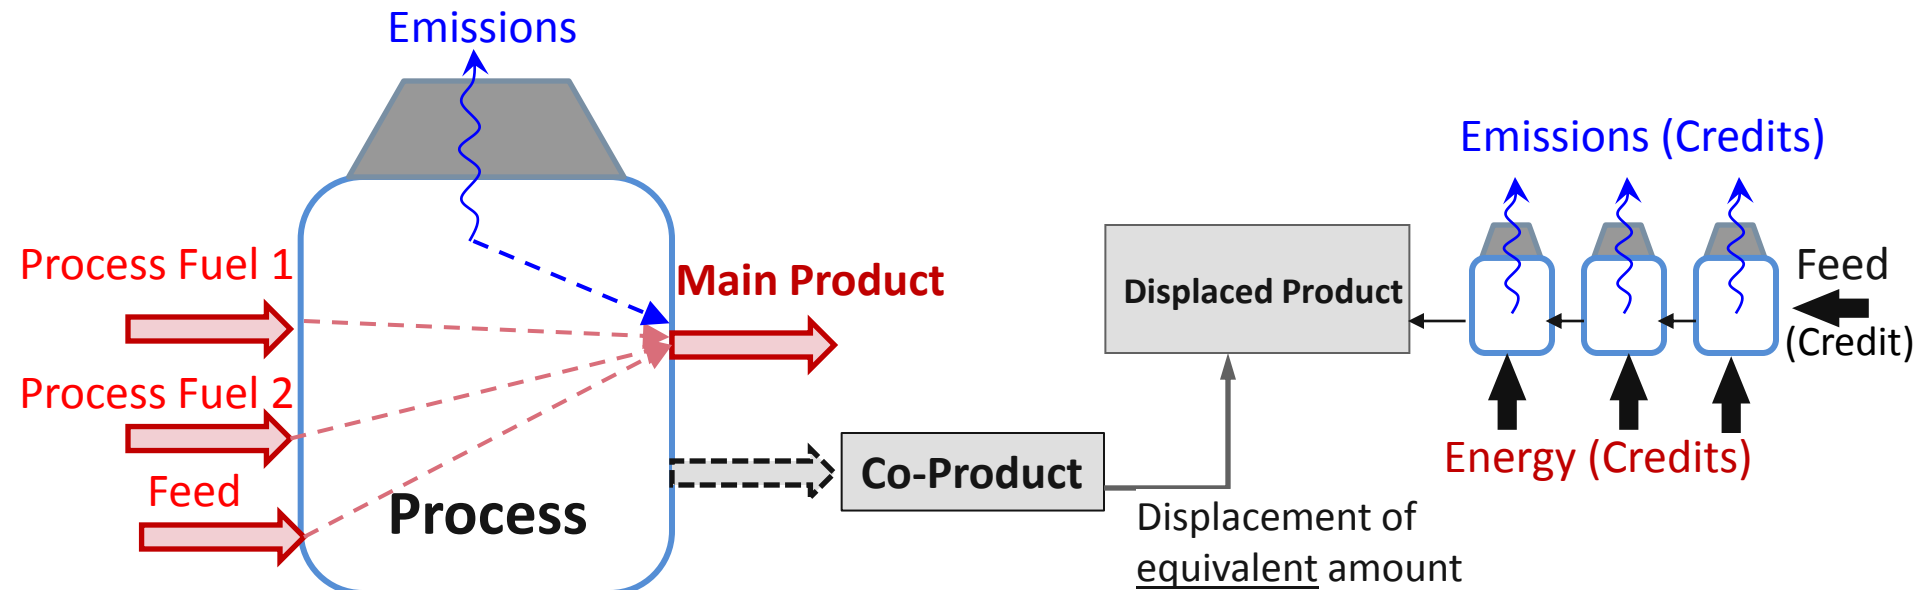 Emissions
Process Fuel 1
Process Fuel 2
Feed
Process
Main Product
Co-Product
Displacement of
equivalent amount
Displaced Product
Emissions (Credits)
Feed
(Credit)
Energy (Credits)